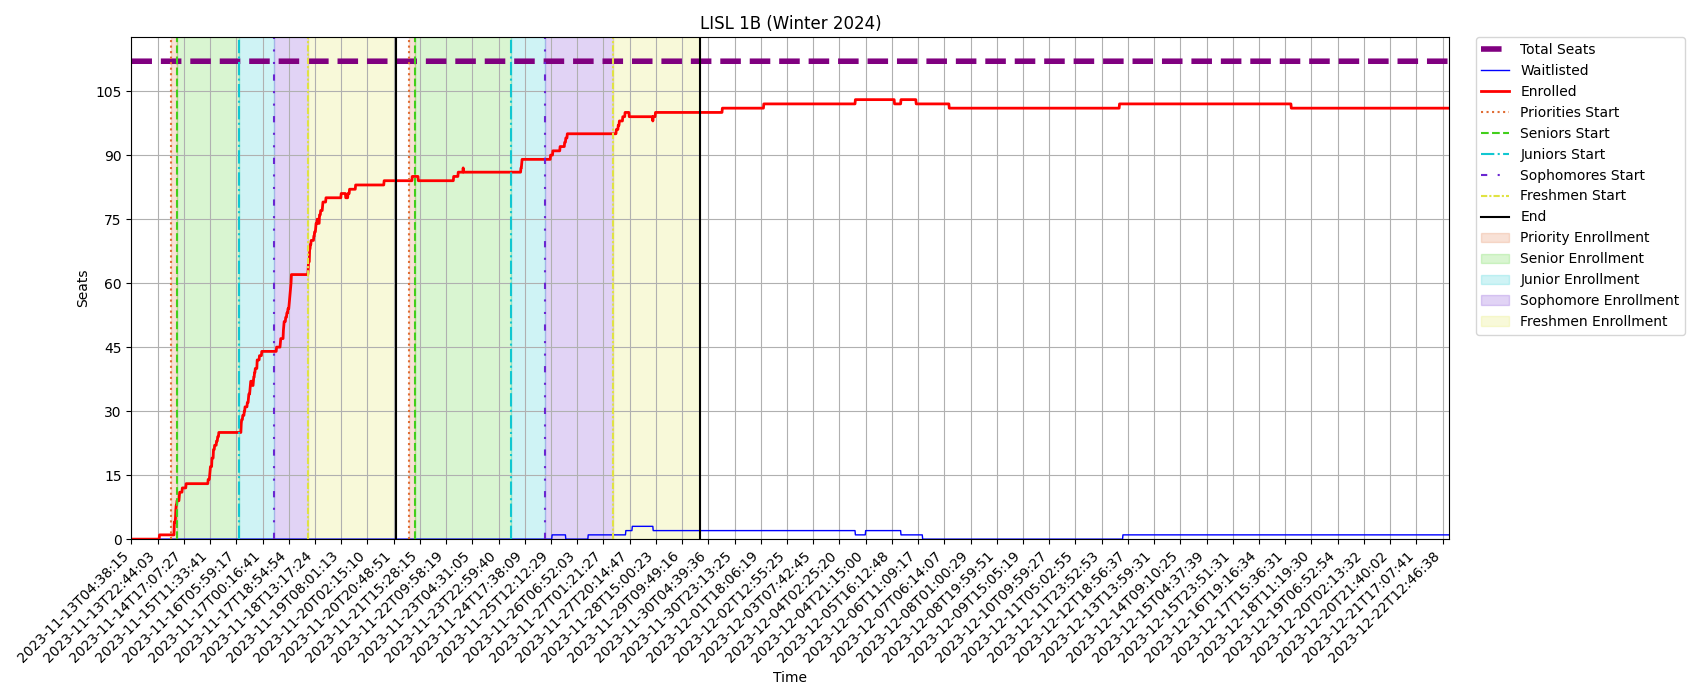 LISL 1B (Winter 2024)
Total Seats
Waitlisted
Enrolled
Priorities Start
Seniors Start
Juniors Start
Sophomores Start
Freshmen Start
End
Priority Enrollment
Senior Enrollment
Junior Enrollment
Sophomore Enrollment
Freshmen Enrollment
Seats
105
90
75
60
45
30
15
0
2023-11-13T04:38:15
2023-11-13T22:44:03
2023-11-14T17:07:27
2023-11-15T11:33:41
2023-11-16T05:59:17
2023-11-17T00:16:41
2023-11-17T18:54:54
2023-11-18T13:17:24
2023-11-19T08:01:13
2023-11-20T02:15:10
2023-11-20T20:48:51
2023-11-21T15:28:15
2023-11-22T09:58:19
2023-11-23T04:31:05
2023-11-23T22:59:40
2023-11-24T17:38:09
2023-11-25T12:12:29
2023-11-26T06:52:03
2023-11-27T01:21:27
2023-11-27T20:14:47
2023-11-28T15:00:23
2023-11-29T09:49:16
2023-11-30T04:39:36
2023-11-30T23:13:25
2023-12-01T18:06:19
2023-12-02T12:55:25
2023-12-03T07:42:45
2023-12-04T02:25:20
2023-12-04T21:15:00
2023-12-05T16:12:48
2023-12-06T11:09:17
2023-12-07T06:14:07
2023-12-08T01:00:29
2023-12-08T19:59:51
2023-12-09T15:05:19
2023-12-10T09:59:27
2023-12-11T05:02:55
2023-12-11T23:52:53
2023-12-12T18:56:37
2023-12-13T13:59:31
2023-12-14T09:10:25
2023-12-15T04:37:39
2023-12-15T23:51:31
2023-12-16T19:16:34
2023-12-17T15:36:31
2023-12-18T11:19:30
2023-12-19T06:52:54
2023-12-20T02:13:32
2023-12-20T21:40:02
2023-12-21T17:07:41
2023-12-22T12:46:38
Time